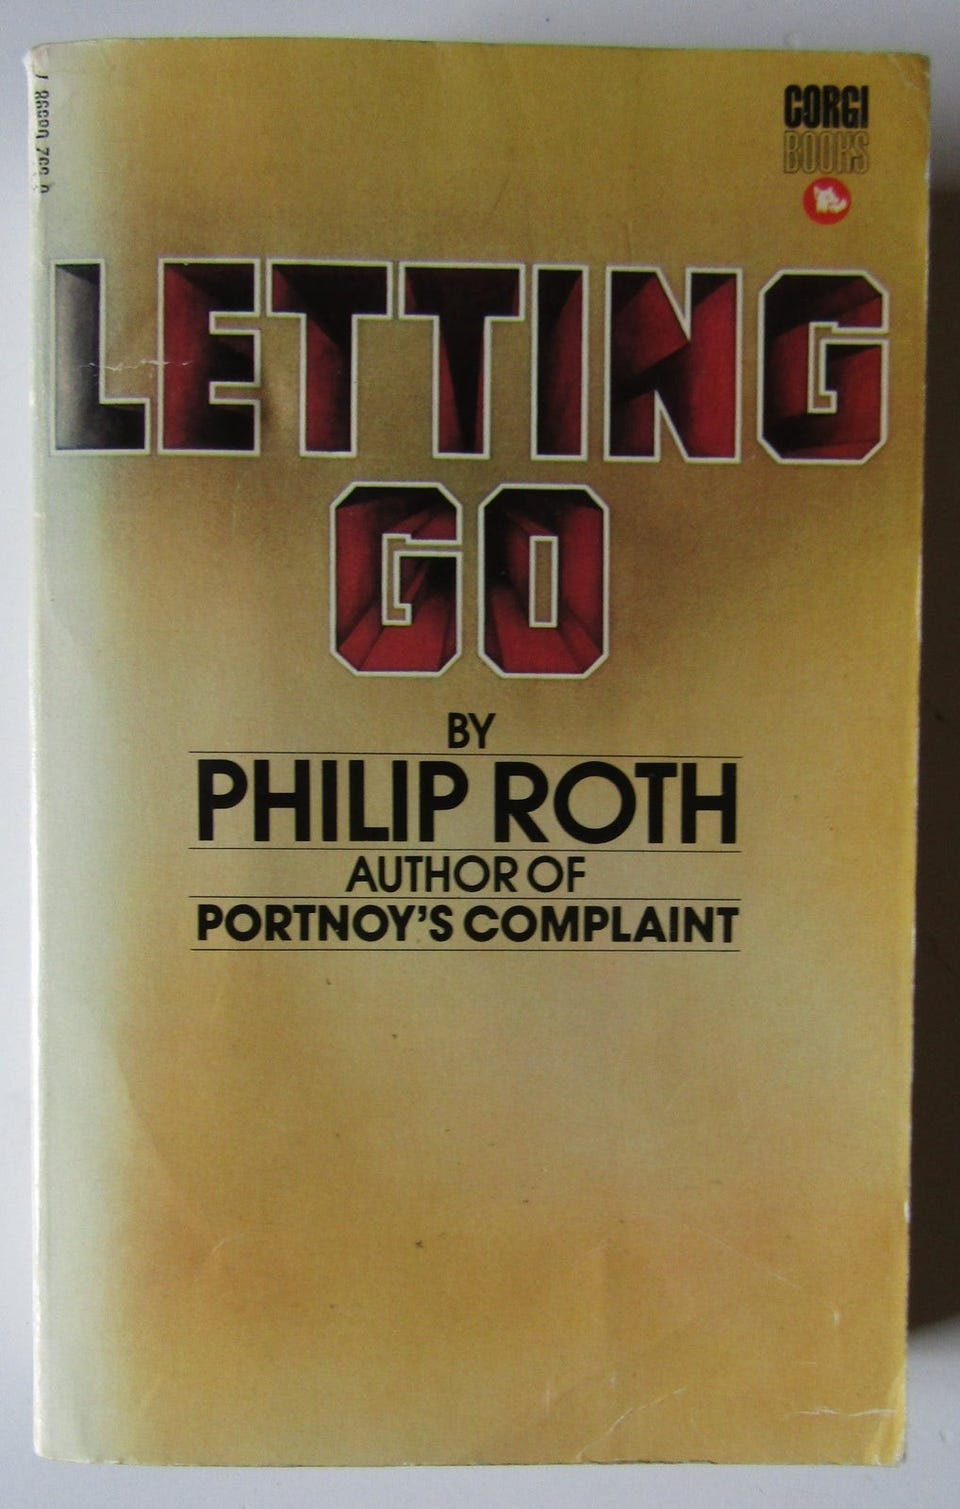 CORGI
BOOKS
LETTING
GO
BY
PHILIP ROTH
AUTHOR OF
PORTNOY'S COMPLAINT